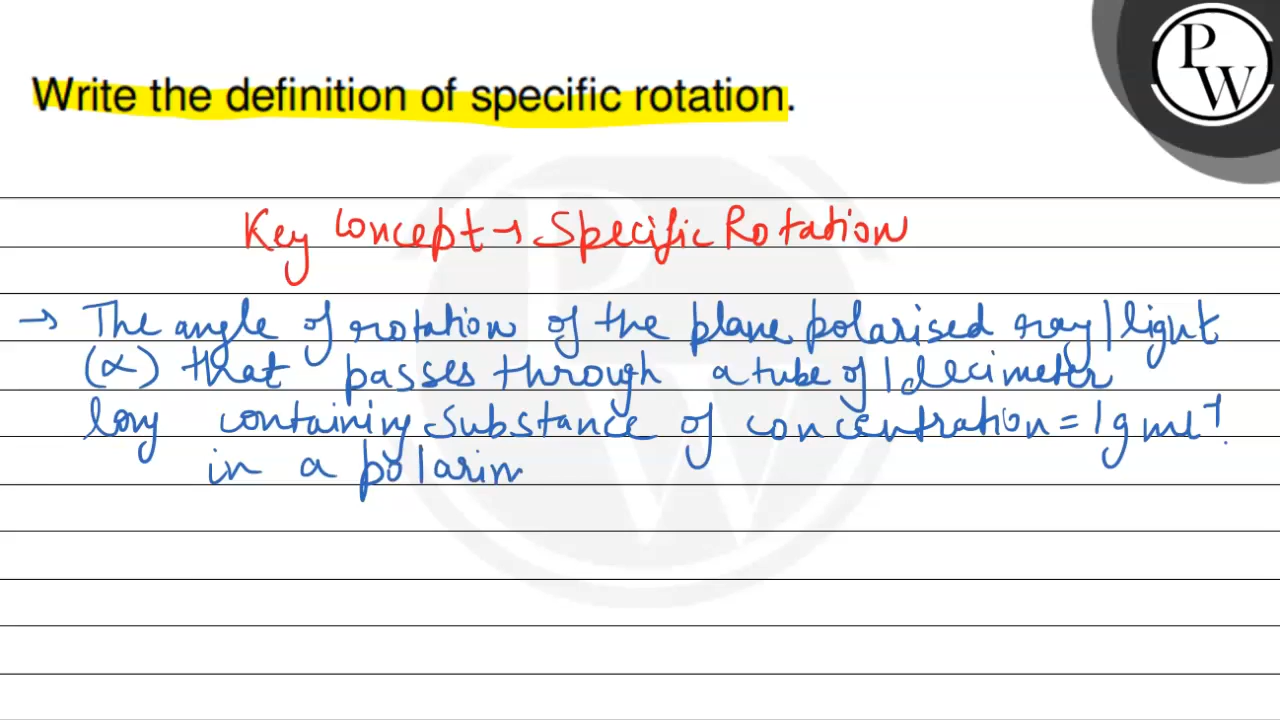 P
W
Write the definition of specific rotation.
Key Concept → Specific Rotation
→ The angle of rotation of the plane polarised ray/light
(α) that passes through a tube of 1 decimeter
long containing substance of concentration = 1 g ml⁻¹.
in a polarim